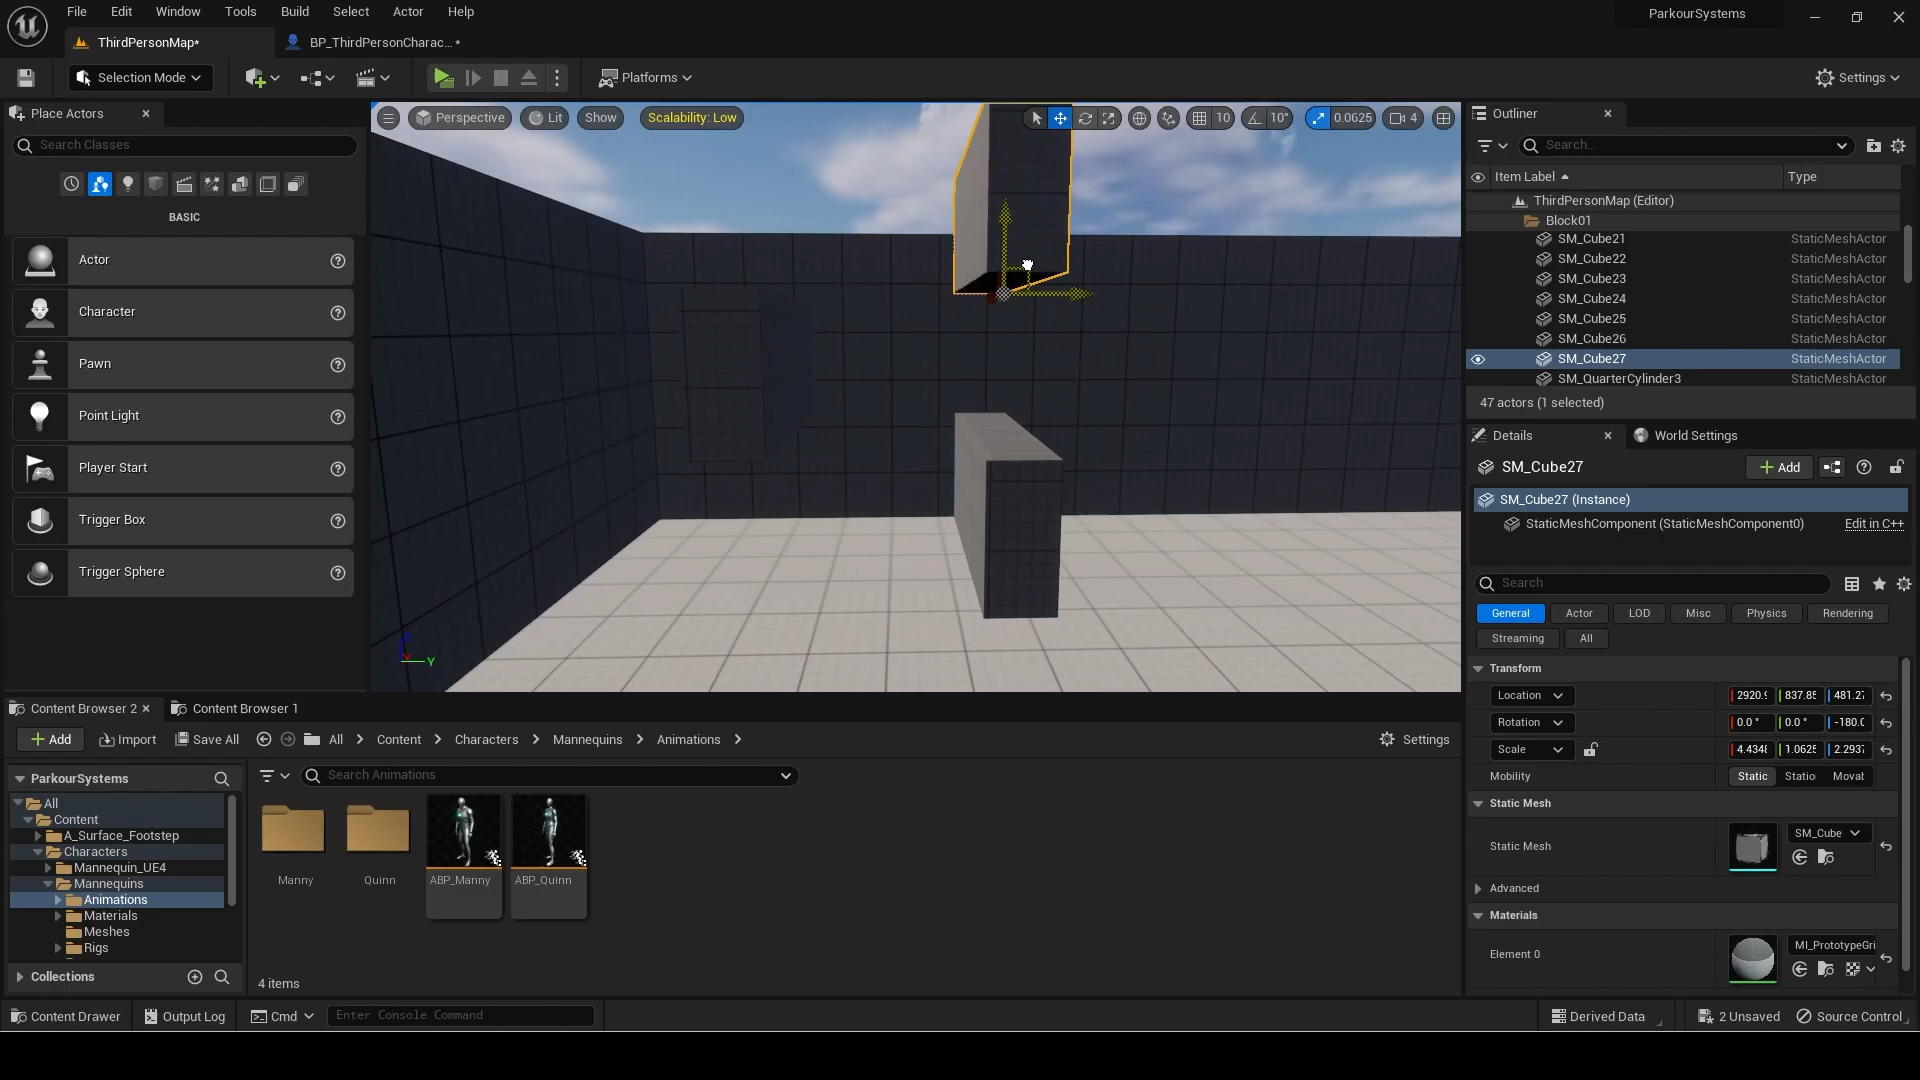 File Edit Window Tools Build Select Actor Help
ParkourSystems
ThirdPersonMap*
BP_ThirdPersonCharac... *
Selection Mode
Platforms
Settings
Place Actors
Search Classes
BASIC
Actor
Character
Pawn
Point Light
Player Start
Trigger Box
Trigger Sphere
Perspective Lit Show Scalability: Low
10 10° 0.0625 4
Y
Outliner
Search...
Item Label Type
ThirdPersonMap (Editor)
Block01
SM_Cube21 StaticMeshActor
SM_Cube22 StaticMeshActor
SM_Cube23 StaticMeshActor
SM_Cube24 StaticMeshActor
SM_Cube25 StaticMeshActor
SM_Cube26 StaticMeshActor
SM_Cube27 StaticMeshActor
SM_QuarterCylinder3 StaticMeshActor
47 actors (1 selected)
Details World Settings
SM_Cube27
Add
SM_Cube27 (Instance)
StaticMeshComponent (StaticMeshComponent0) Edit in C++
Search
General Actor LOD Misc Physics Rendering
Streaming All
Transform
Location 2920.9 837.85 481.27
Rotation 0.0 ° 0.0 ° -180.0
Scale 4.4348 1.0625 2.2937
Mobility Static Statio Moval
Static Mesh
Static Mesh SM_Cube
Advanced
Materials
Element 0 MI_PrototypeGri
Content Browser 2 Content Browser 1
Add Import Save All All Content Characters Mannequins Animations Settings
ParkourSystems
Search Animations
All
Content
A_Surface_Footstep
Characters
Mannequin_UE4
Mannequins
Animations
Materials
Meshes
Rigs
Collections
Manny Quinn ABP_Manny ABP_Quinn
4 items
Content Drawer Output Log Cmd Enter Console Command
Derived Data 2 Unsaved Source Control